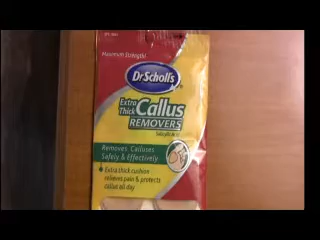 Maximum Strength!
Dr. Scholl's
Extra
Thick
Callus
REMOVERS
Removes Calluses
Safely & Effectively
• Extra thick cushion
relieves pain & protects
callus all day